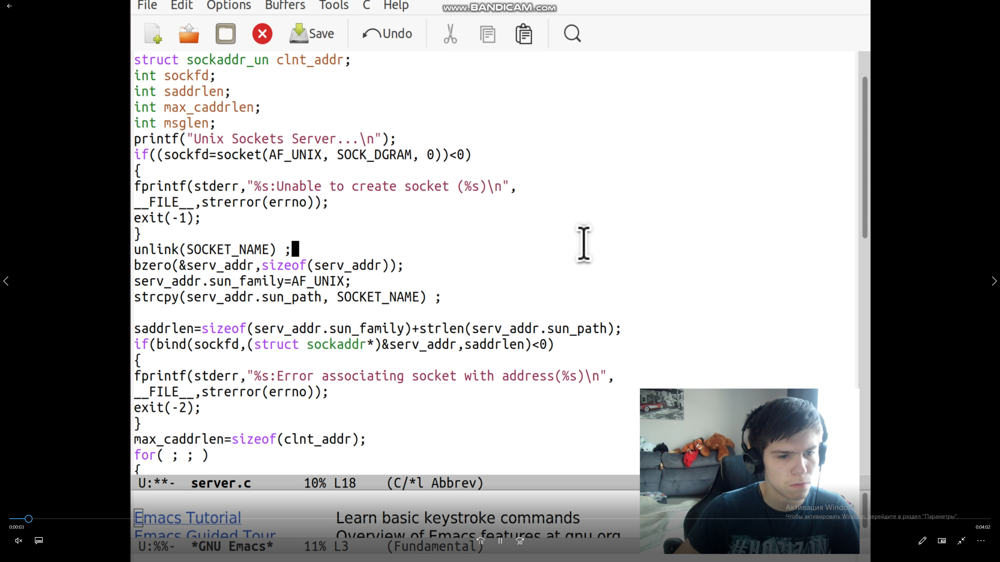 File Edit Options Buffers Tools C Help
www.BANDICAM.com
Save Undo
struct sockaddr_un clnt_addr;
int sockfd;
int saddrlen;
int max_caddrlen;
int msglen;
printf("Unix Sockets Server...\n");
if((sockfd=socket(AF_UNIX, SOCK_DGRAM, 0))<0)
{
fprintf(stderr,"%s:Unable to create socket (%s)\n",
__FILE__,strerror(errno));
exit(-1);
}
unlink(SOCKET_NAME) ;
bzero(&serv_addr,sizeof(serv_addr));
serv_addr.sun_family=AF_UNIX;
strcpy(serv_addr.sun_path, SOCKET_NAME) ;
saddrlen=sizeof(serv_addr.sun_family)+strlen(serv_addr.sun_path);
if(bind(sockfd,(struct sockaddr*)&serv_addr,saddrlen)<0)
{
fprintf(stderr,"%s:Error associating socket with address(%s)\n",
__FILE__,strerror(errno));
exit(-2);
}
max_caddrlen=sizeof(clnt_addr);
for( ; ; )
{
U:**- server.c 10% L18 (C/*l Abbrev)
Emacs Tutorial Learn basic keystroke commands
Emacs Guided Tour Overview of Emacs features at gnu.org
U:%%- *GNU Emacs* 11% L3 (Fundamental)
#HORIZON
Активация Windows
Чтобы активировать Windows, перейдите в раздел "Параметры".
0:00:03
0:04:02
10
30